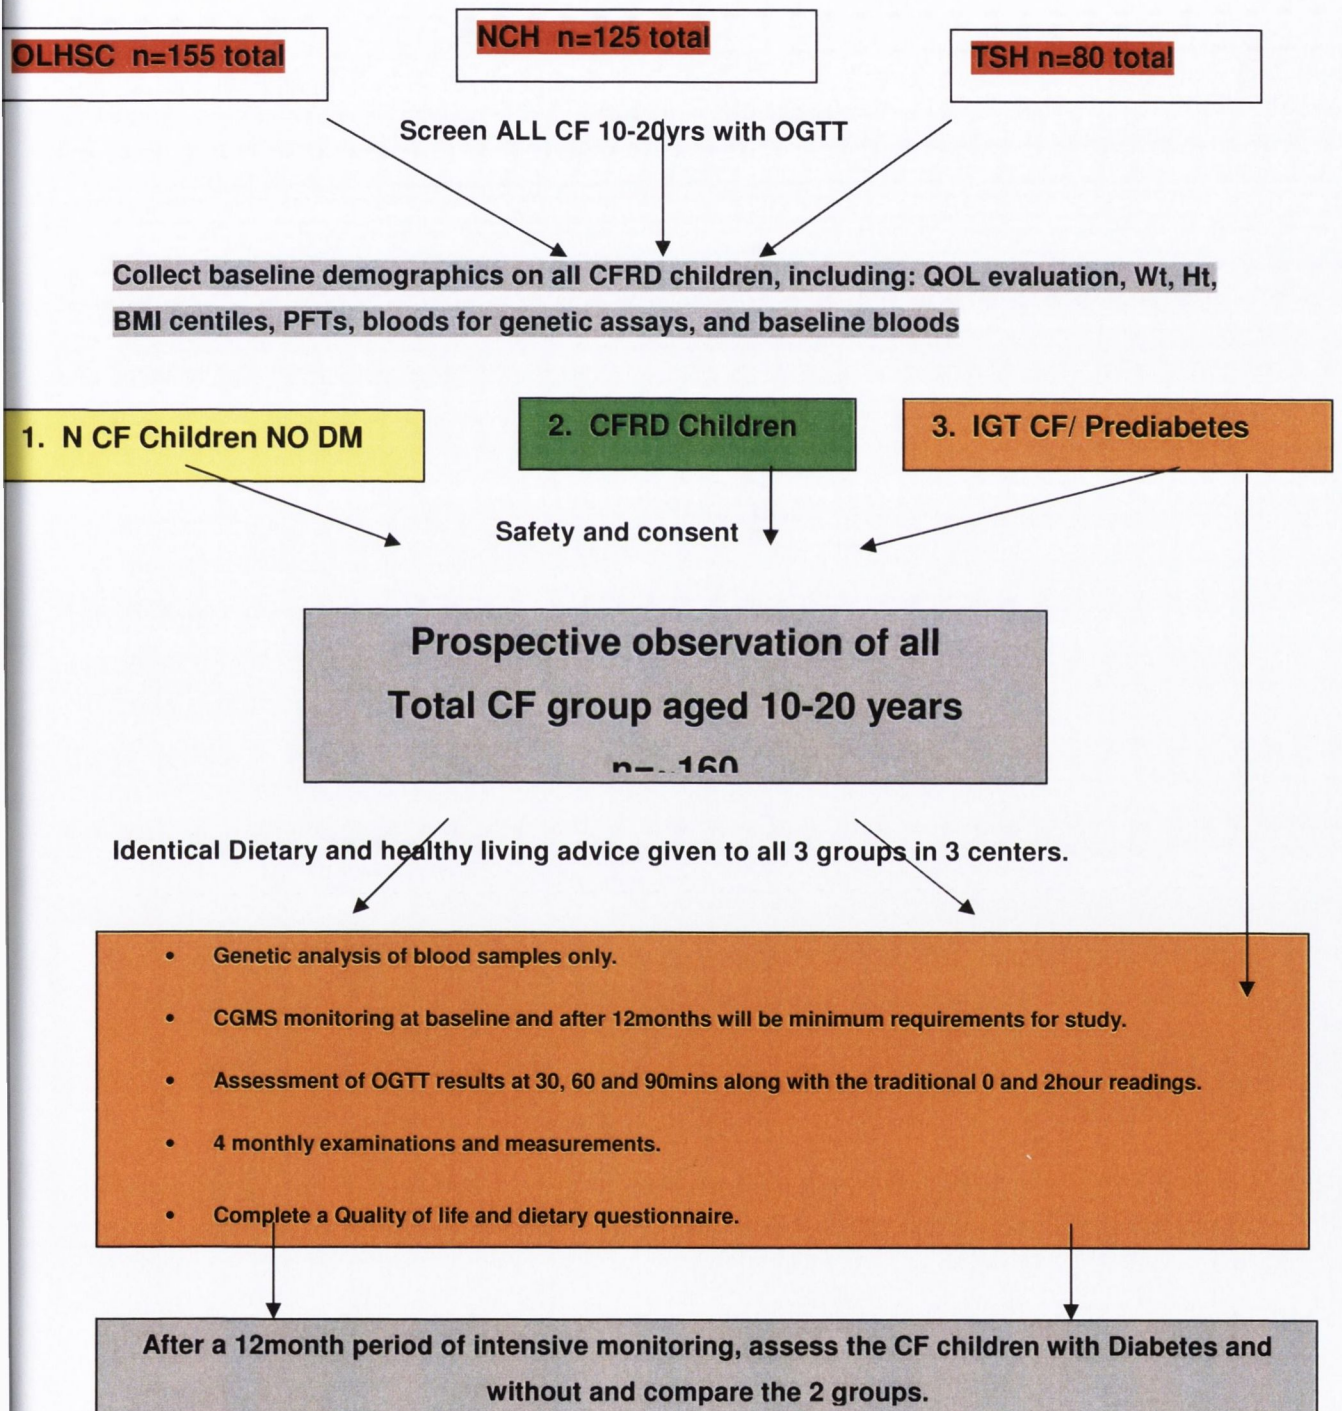 OLHSC n=155 total
NCH n=125 total
TSH n=80 total
Screen ALL CF 10-20yrs with OGTT
Collect baseline demographics on all CFRD children, including: QOL evaluation, Wt, Ht,
BMI centiles, PFTs, bloods for genetic assays, and baseline bloods
1. N CF Children NO DM
2. CFRD Children
3. IGT CF/ Prediabetes
Safety and consent
Prospective observation of all
Total CF group aged 10-20 years
n=~160
Identical Dietary and healthy living advice given to all 3 groups in 3 centers.
• Genetic analysis of blood samples only.
• CGMS monitoring at baseline and after 12months will be minimum requirements for study.
• Assessment of OGTT results at 30, 60 and 90mins along with the traditional 0 and 2hour readings.
• 4 monthly examinations and measurements.
• Complete a Quality of life and dietary questionnaire.
After a 12month period of intensive monitoring, assess the CF children with Diabetes and
without and compare the 2 groups.